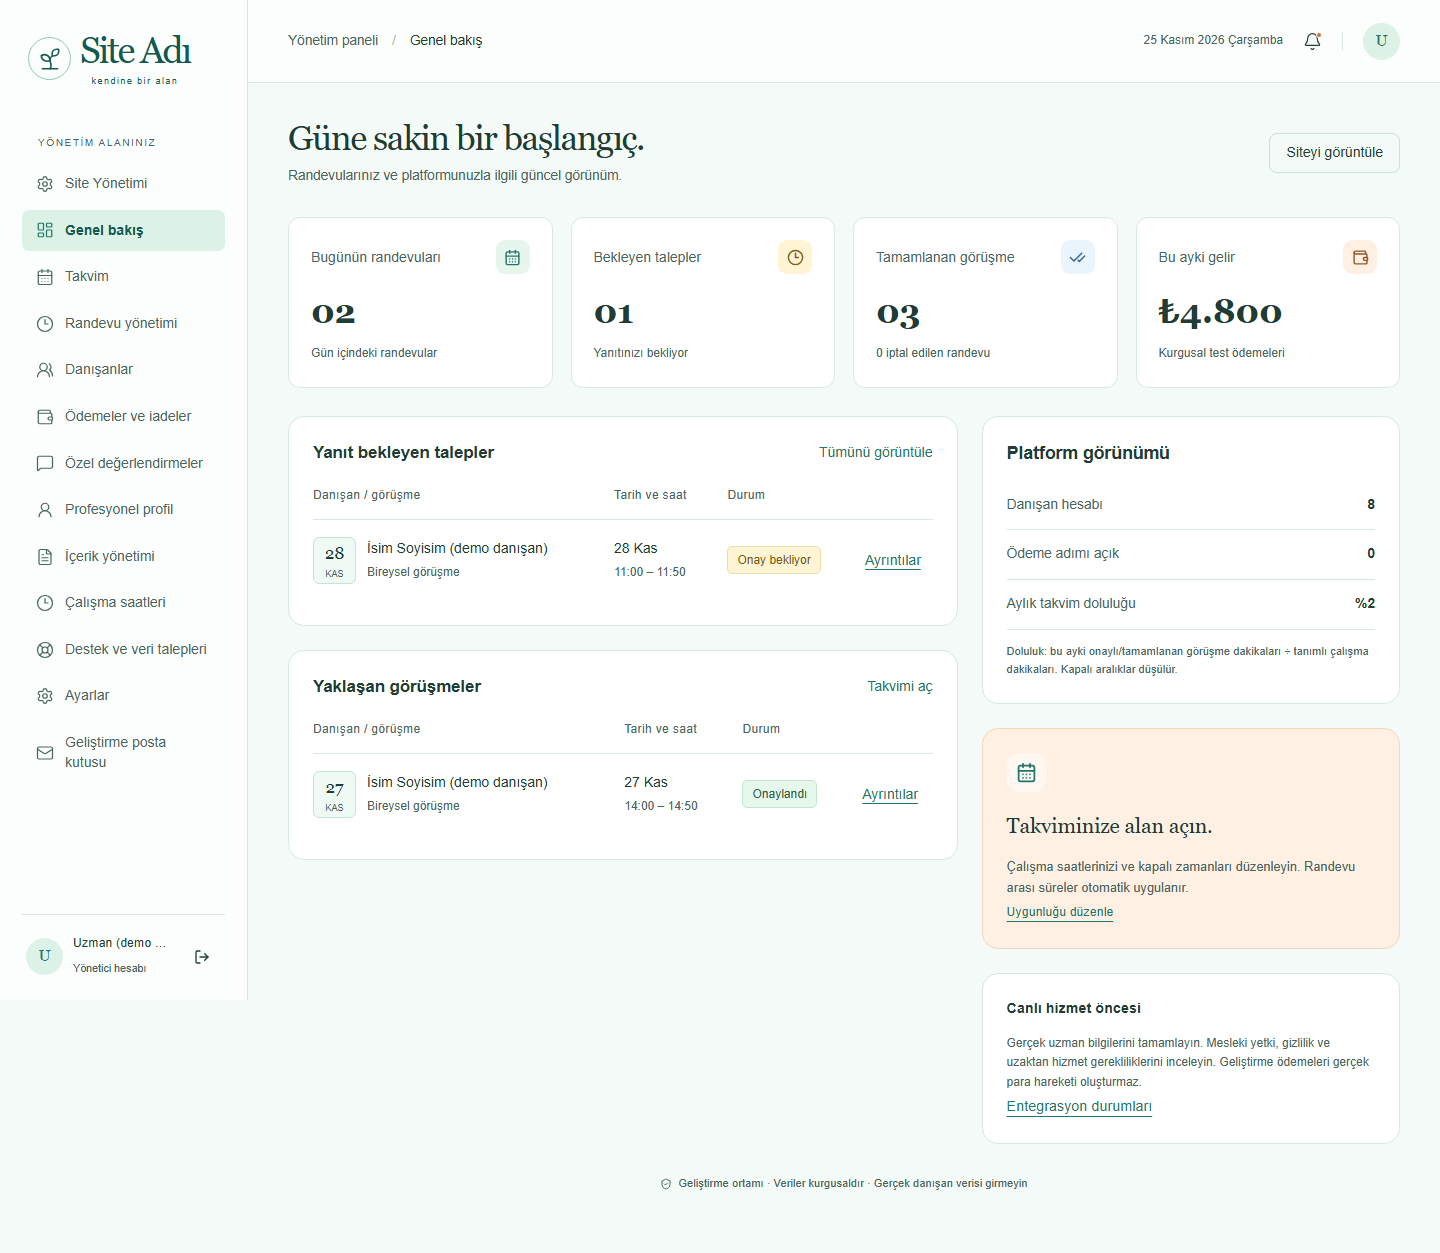 Site Adı
kendine bir alan
YÖNETİM ALANINIZ
Site Yönetimi
Genel bakış
Takvim
Randevu yönetimi
Danışanlar
Ödemeler ve iadeler
Özel değerlendirmeler
Profesyonel profil
İçerik yönetimi
Çalışma saatleri
Destek ve veri talepleri
Ayarlar
Geliştirme posta
kutusu
U
Uzman (demo ...
Yönetici hesabı
Yönetim paneli / Genel bakış
25 Kasım 2026 Çarşamba
U
Güne sakin bir başlangıç.
Randevularınız ve platformunuzla ilgili güncel görünüm.
Siteyi görüntüle
Bugünün randevuları
02
Gün içindeki randevular
Bekleyen talepler
01
Yanıtınızı bekliyor
Tamamlanan görüşme
03
0 iptal edilen randevu
Bu ayki gelir
₺4.800
Kurgusal test ödemeleri
Yanıt bekleyen talepler
Tümünü görüntüle
Danışan / görüşme Tarih ve saat Durum
28
KAS
İsim Soyisim (demo danışan)
Bireysel görüşme
28 Kas
11:00 – 11:50
Onay bekliyor
Ayrıntılar
Yaklaşan görüşmeler
Takvimi aç
Danışan / görüşme Tarih ve saat Durum
27
KAS
İsim Soyisim (demo danışan)
Bireysel görüşme
27 Kas
14:00 – 14:50
Onaylandı
Ayrıntılar
Platform görünümü
Danışan hesabı 8
Ödeme adımı açık 0
Aylık takvim doluluğu %2
Doluluk: bu ayki onaylı/tamamlanan görüşme dakikaları ÷ tanımlı çalışma
dakikaları. Kapalı aralıklar düşülür.
Takviminize alan açın.
Çalışma saatlerinizi ve kapalı zamanları düzenleyin. Randevu
arası süreler otomatik uygulanır.
Uygunluğu düzenle
Canlı hizmet öncesi
Gerçek uzman bilgilerini tamamlayın. Mesleki yetki, gizlilik ve
uzaktan hizmet gerekliliklerini inceleyin. Geliştirme ödemeleri gerçek
para hareketi oluşturmaz.
Entegrasyon durumları
Geliştirme ortamı · Veriler kurgusaldır · Gerçek danışan verisi girmeyin